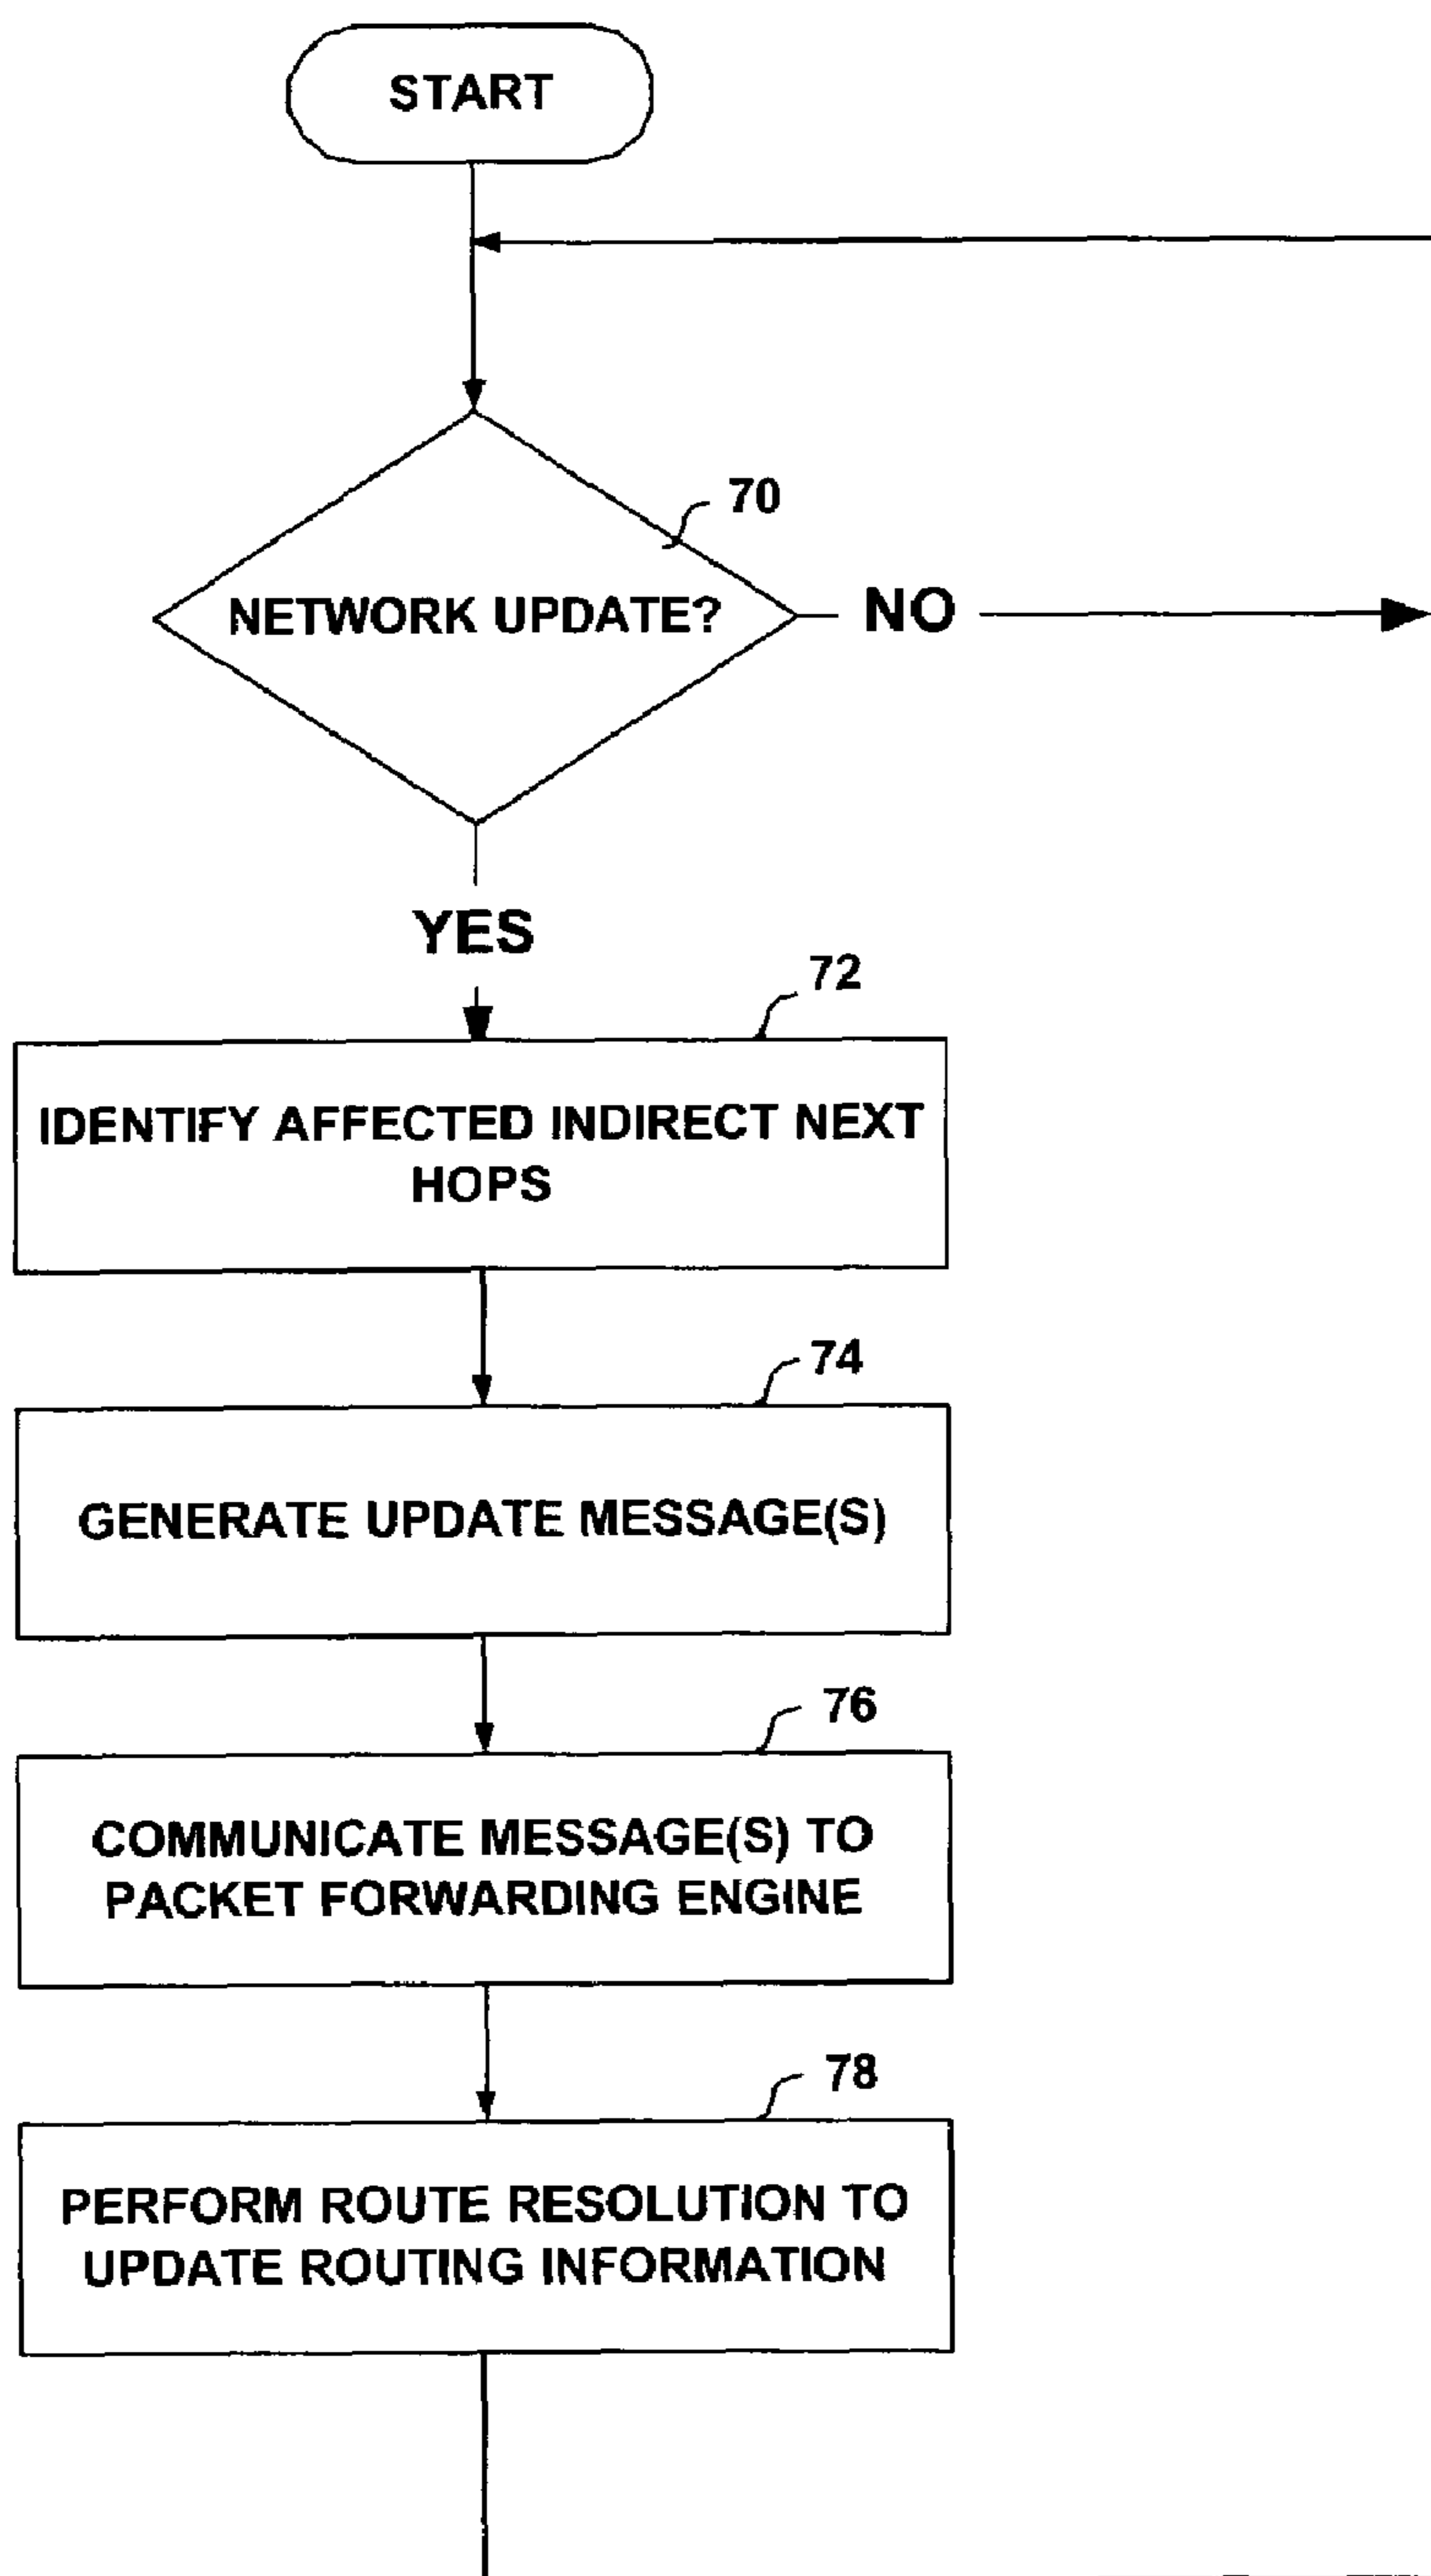 START
70
NETWORK UPDATE?
NO
YES
72
IDENTIFY AFFECTED INDIRECT NEXT
HOPS
74
GENERATE UPDATE MESSAGE(S)
76
COMMUNICATE MESSAGE(S) TO
PACKET FORWARDING ENGINE
78
PERFORM ROUTE RESOLUTION TO
UPDATE ROUTING INFORMATION